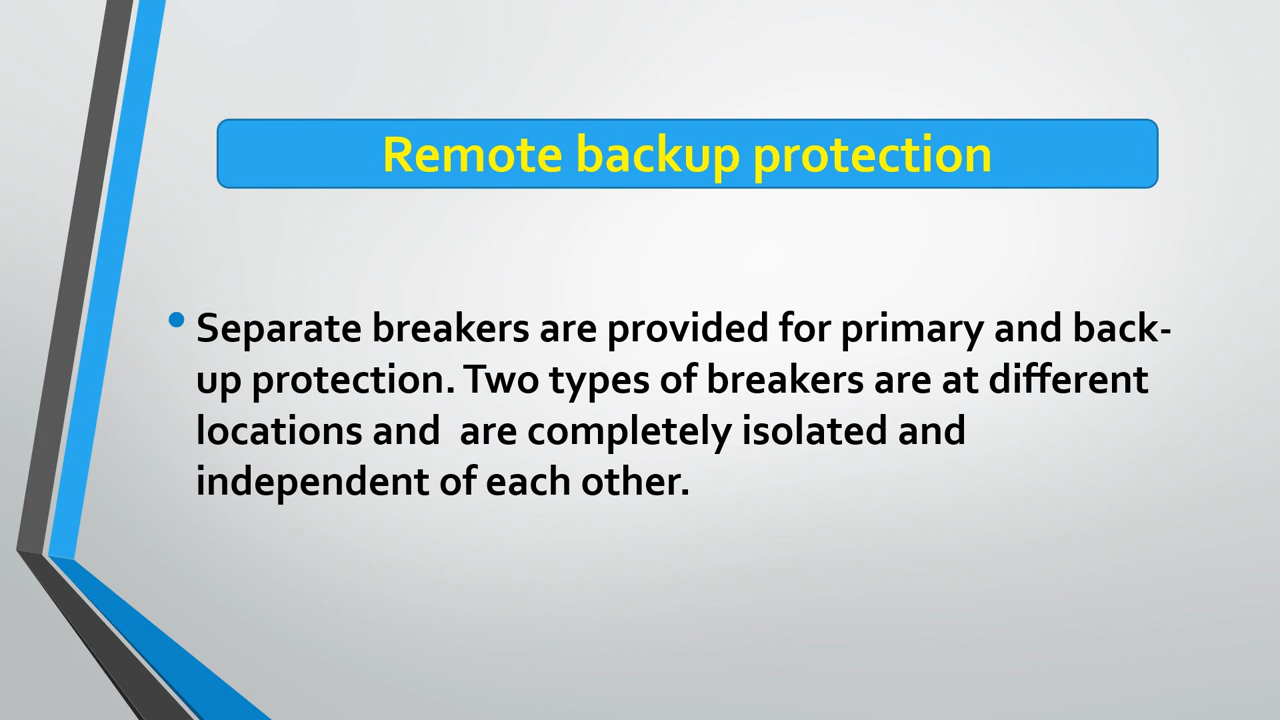 Remote backup protection
• Separate breakers are provided for primary and back-
up protection. Two types of breakers are at different
locations and  are completely isolated and
independent of each other.